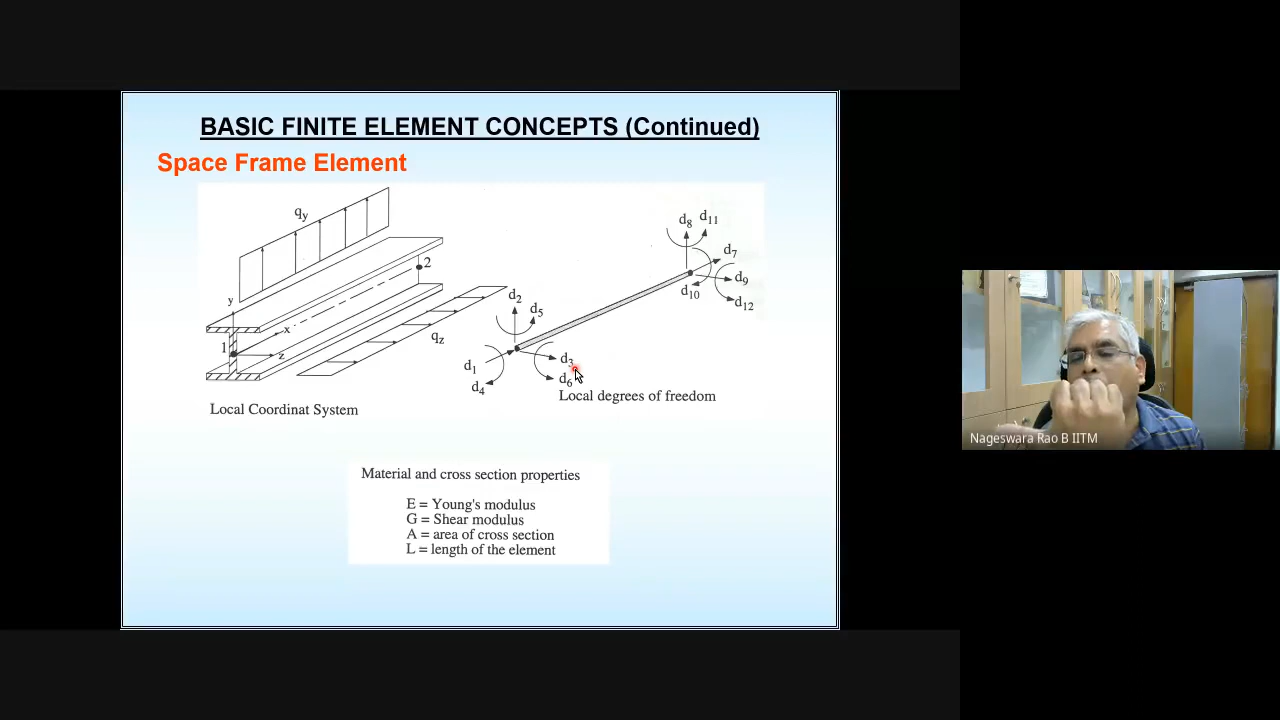 BASIC FINITE ELEMENT CONCEPTS (Continued)
Space Frame Element
qy
y
2
x
1
z
qz
Local Coordinat System
d8 d11
d7
d9
d10
d12
d2
d5
d1
d3
d4
d6
Local degrees of freedom
Material and cross section properties
E = Young's modulus
G = Shear modulus
A = area of cross section
L = length of the element
Nageswara Rao B IITM